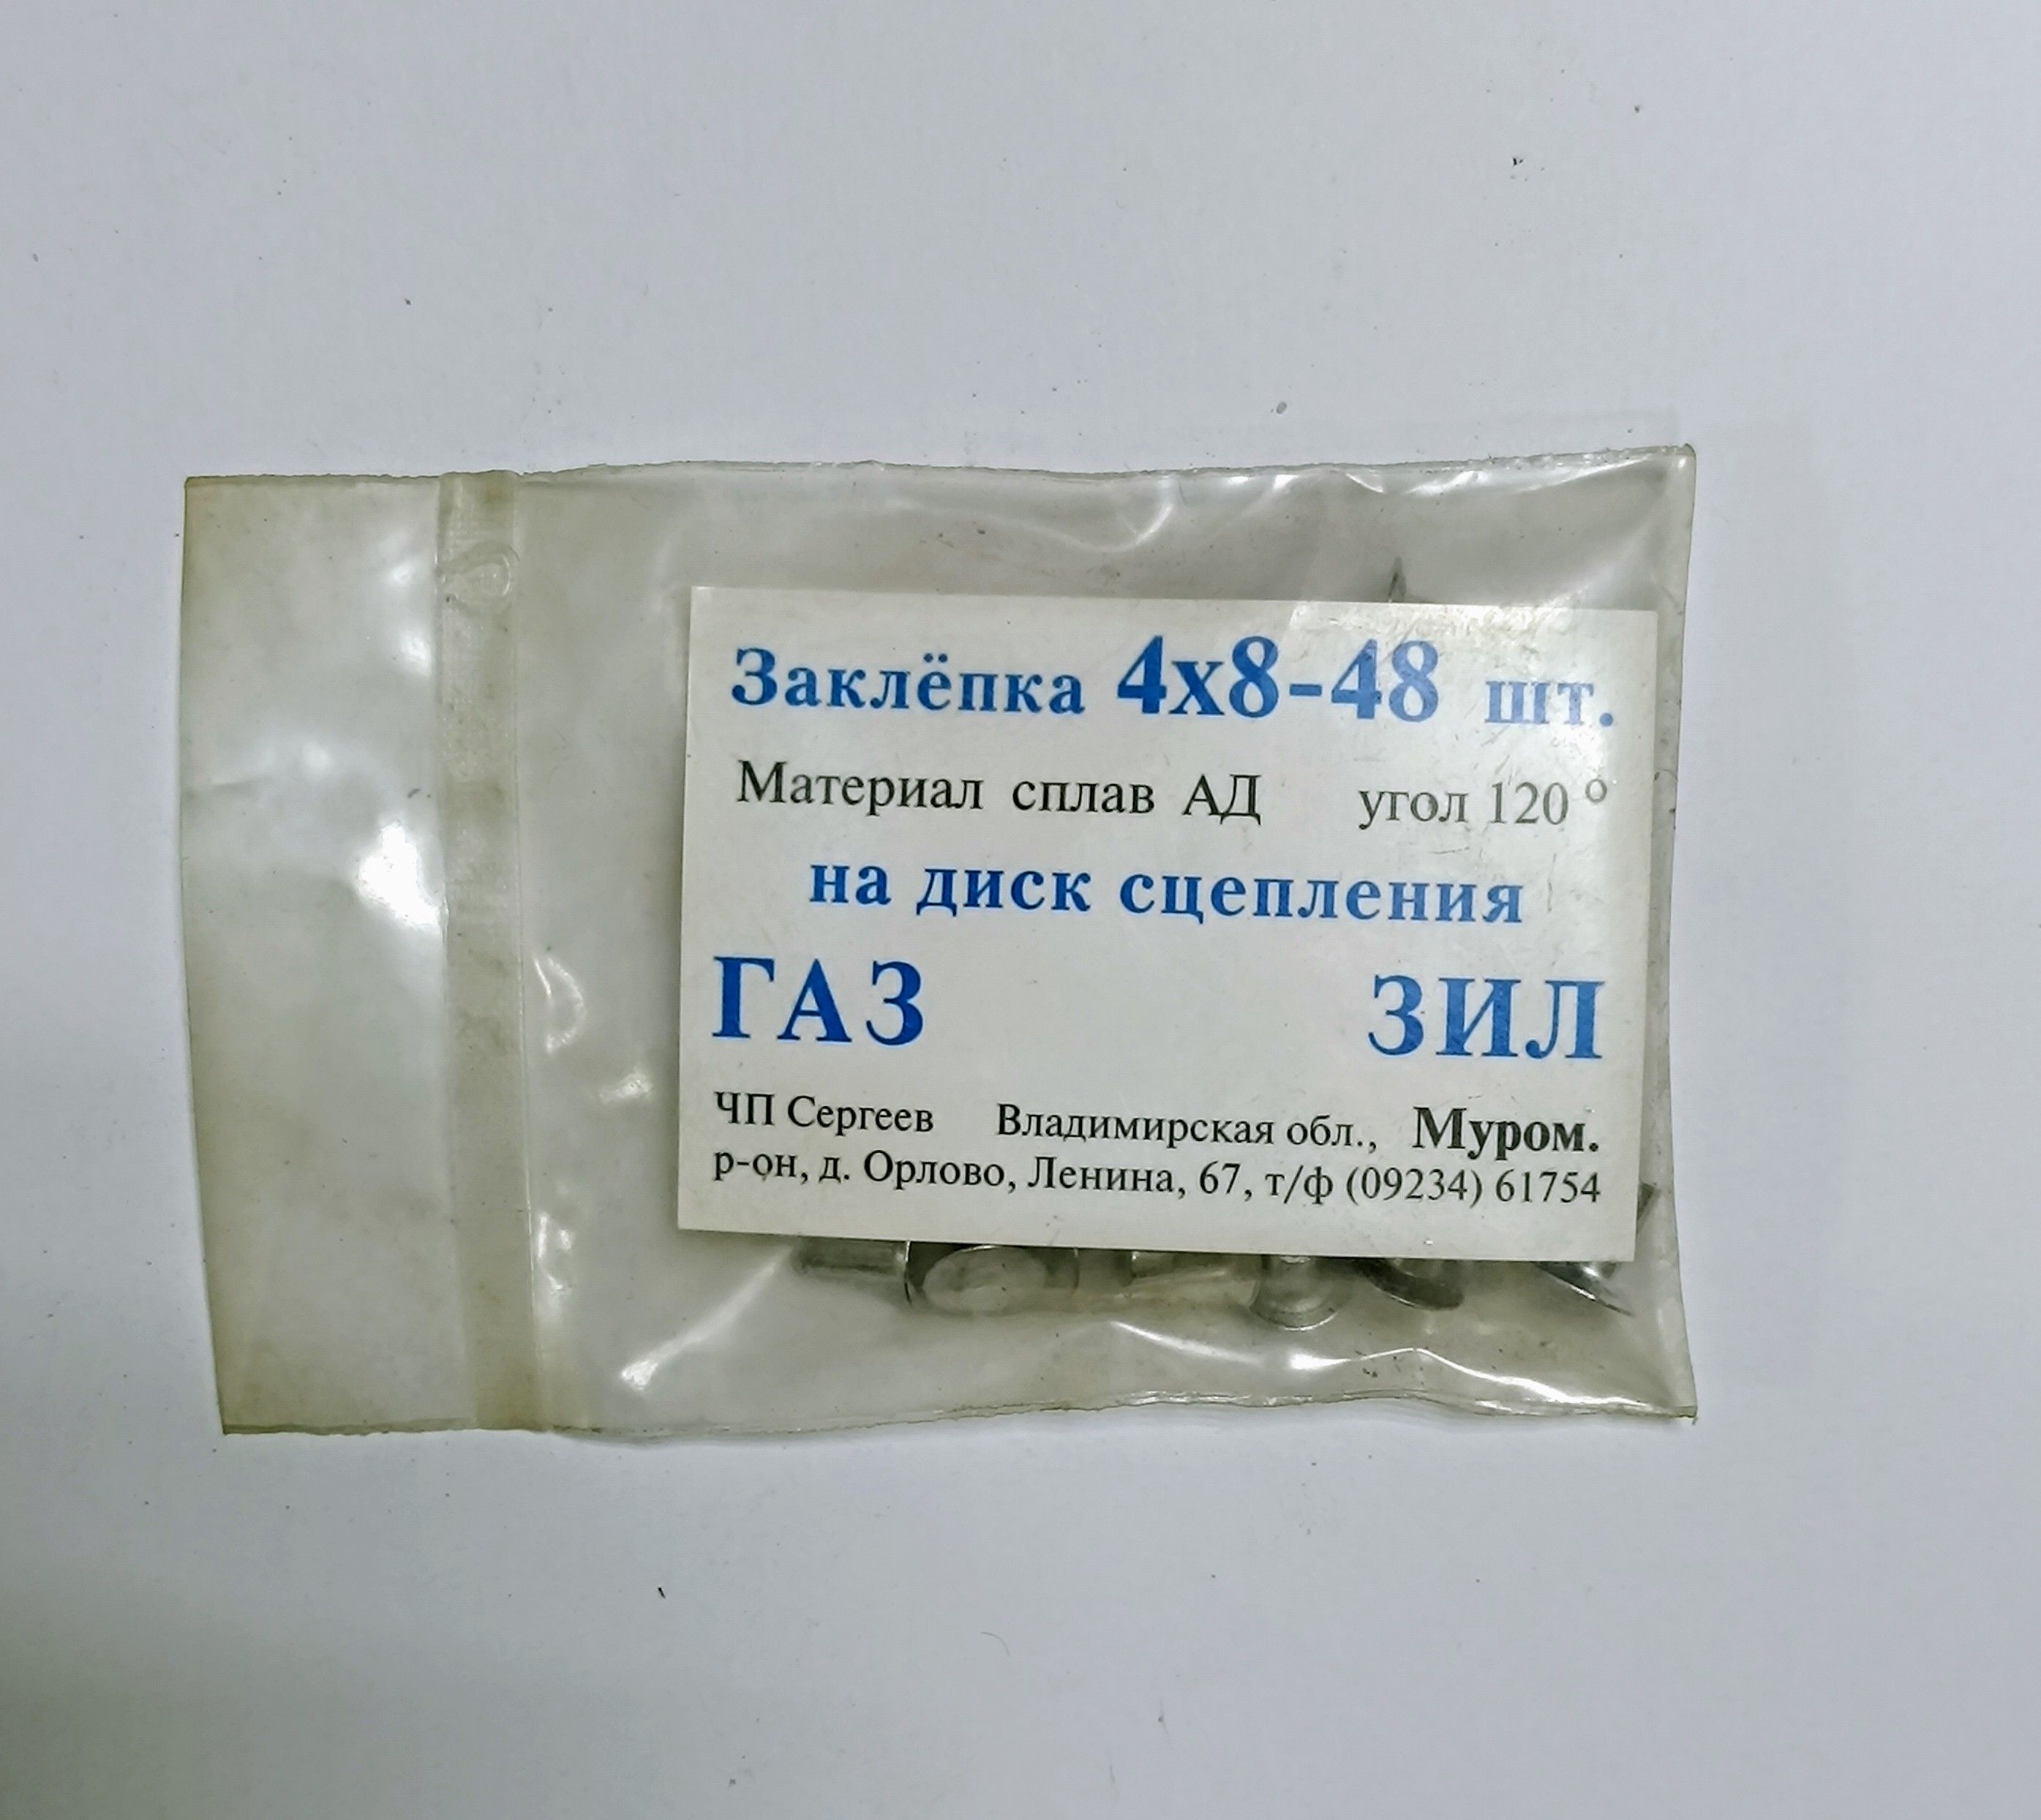 Заклёпка 4х8-48 шт.
Материал сплав АД угол 120°
на диск сцепления
ГАЗ ЗИЛ
ЧП Сергеев Владимирская обл., Муром.
р-он, д. Орлово, Ленина, 67, т/ф (09234) 61754